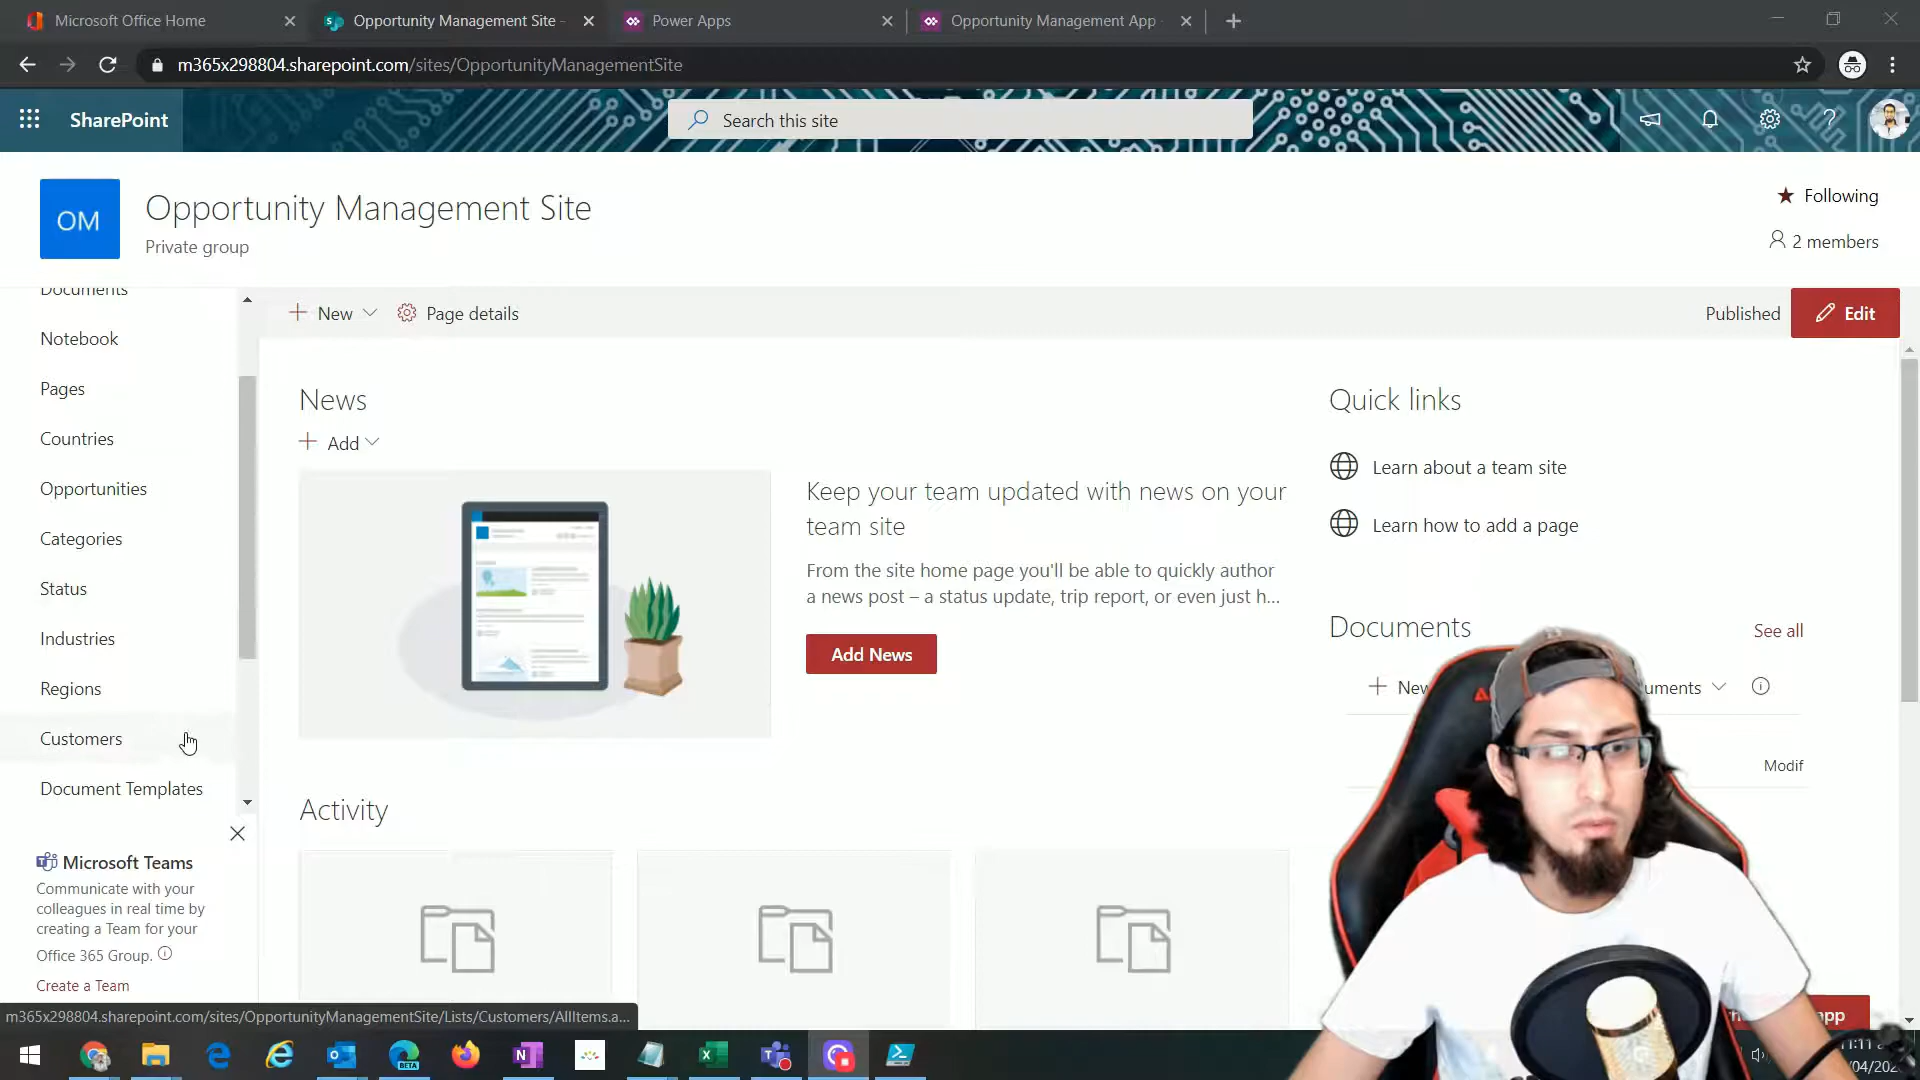 Microsoft Office Home
Opportunity Management Site -
Power Apps
Opportunity Management App -
m365x298804.sharepoint.com/sites/OpportunityManagementSite
SharePoint
Search this site
OM
Opportunity Management Site
Private group
Following
2 members
Documents
Notebook
Pages
Countries
Opportunities
Categories
Status
Industries
Regions
Customers
Document Templates
New
Page details
Published
Edit
News
Add
Keep your team updated with news on your
team site
From the site home page you'll be able to quickly author
a news post – a status update, trip report, or even just h...
Add News
Quick links
Learn about a team site
Learn how to add a page
Documents
See all
New
uments
Modif
Activity
Microsoft Teams
Communicate with your
colleagues in real time by
creating a Team for your
Office 365 Group.
Create a Team
m365x298804.sharepoint.com/sites/OpportunityManagementSite/Lists/Customers/AllItems.a...
BETA